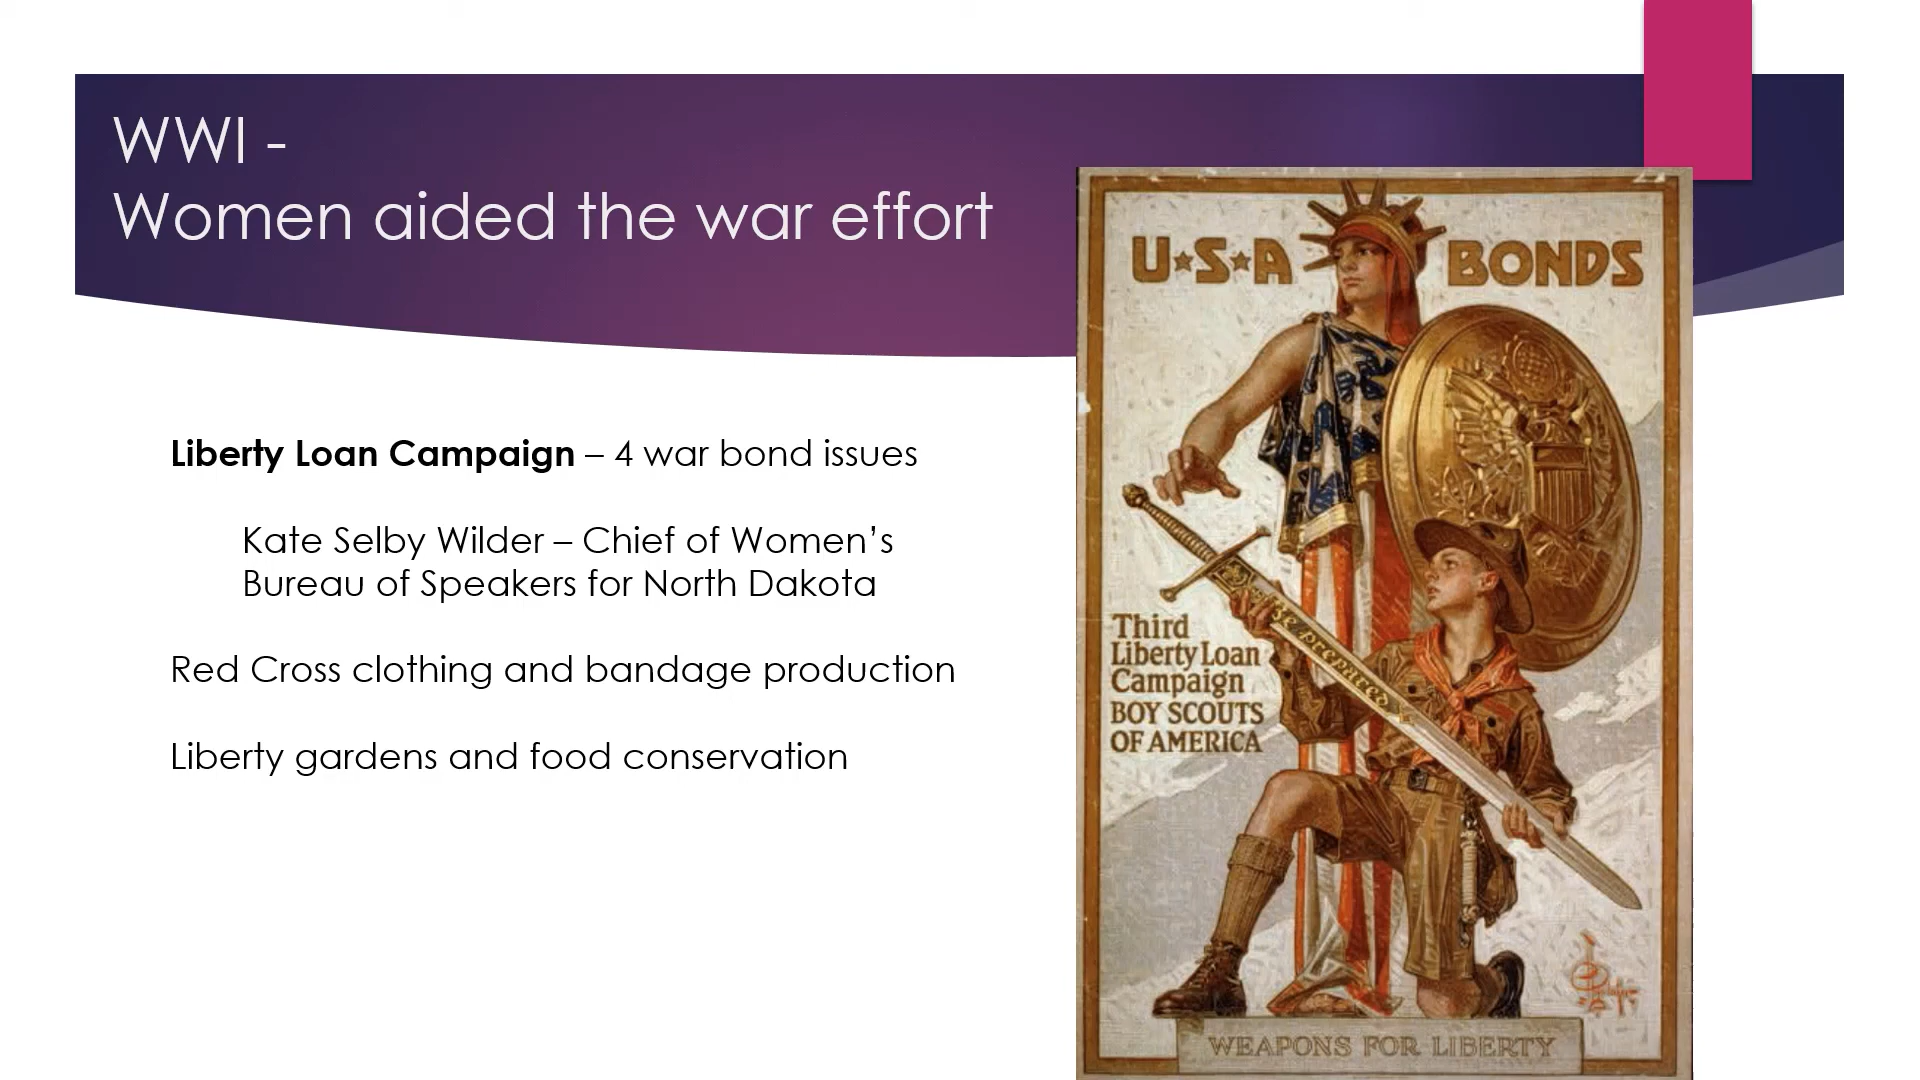 WWI -
Women aided the war effort
Liberty Loan Campaign – 4 war bond issues
Kate Selby Wilder – Chief of Women’s
Bureau of Speakers for North Dakota
Red Cross clothing and bandage production
Liberty gardens and food conservation
U★S★A BONDS
Be prepared
Third
Liberty Loan
Campaign
BOY SCOUTS
OF AMERICA
WEAPONS FOR LIBERTY